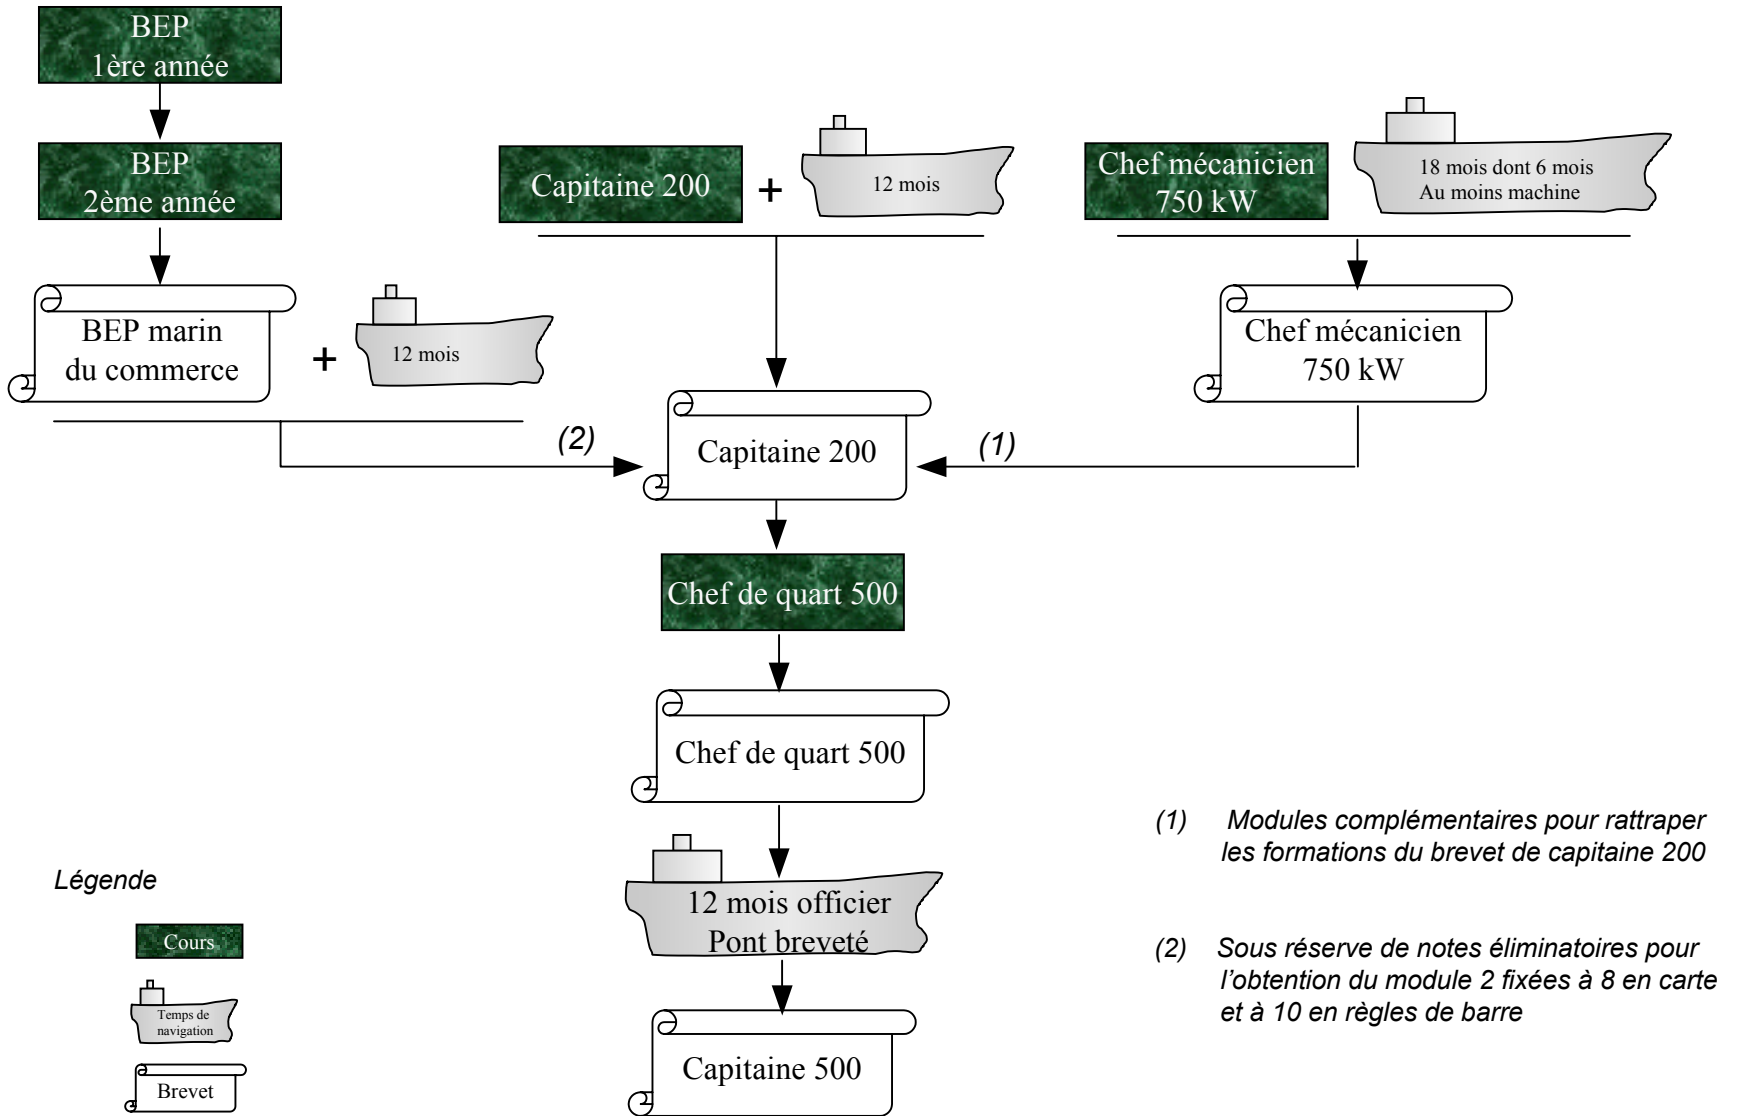 BEP
1ère année
BEP
2ème année
BEP marin
du commerce
+
12 mois
Capitaine 200
+
12 mois
Chef mécanicien
750 kW
18 mois dont 6 mois
Au moins machine
Chef mécanicien
750 kW
(2)
Capitaine 200
(1)
Chef de quart 500
Chef de quart 500
12 mois officier
Pont breveté
Capitaine 500
Légende
Cours
Temps de
navigation
Brevet
(1) Modules complémentaires pour rattraper
les formations du brevet de capitaine 200
(2) Sous réserve de notes éliminatoires pour
l'obtention du module 2 fixées à 8 en carte
et à 10 en règles de barre